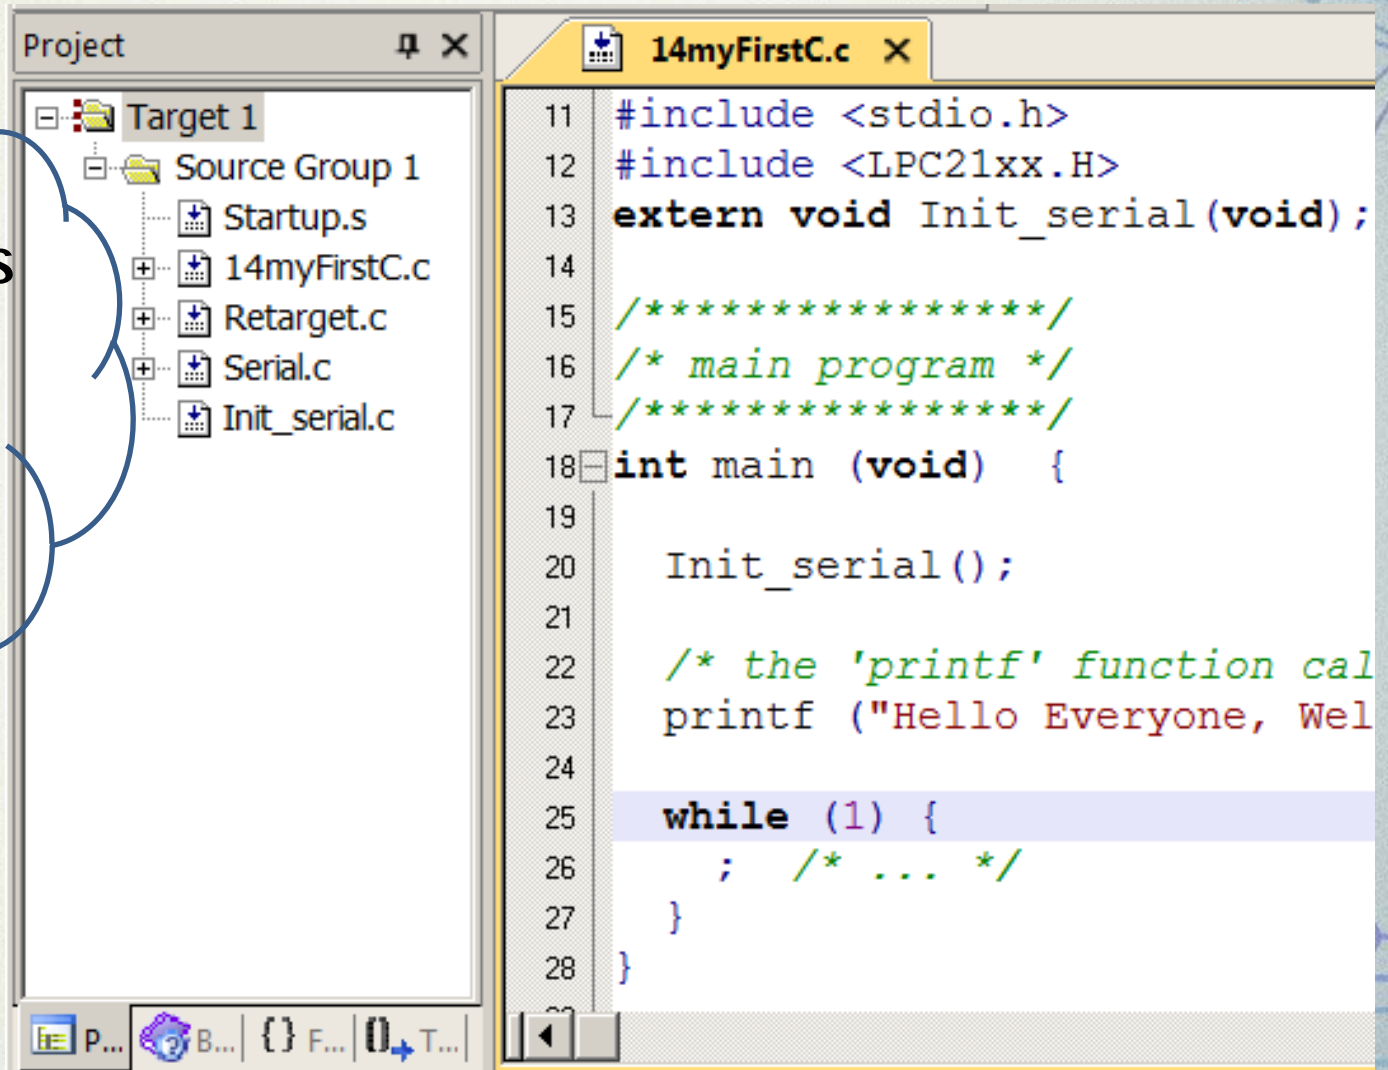 Project
Target 1
Source Group 1
Startup.s
14myFirstC.c
Retarget.c
Serial.c
Init_serial.c
s
P...
B...
{} F...
T...
14myFirstC.c
11 #include <stdio.h>
12 #include <LPC21xx.H>
13 extern void Init_serial(void);
14
15 /****************/
16 /* main program */
17 /****************/
18 int main (void)  {
19
20   Init_serial();
21
22   /* the 'printf' function cal
23   printf ("Hello Everyone, Wel
24
25   while (1) {
26     ;  /* ... */
27   }
28 }